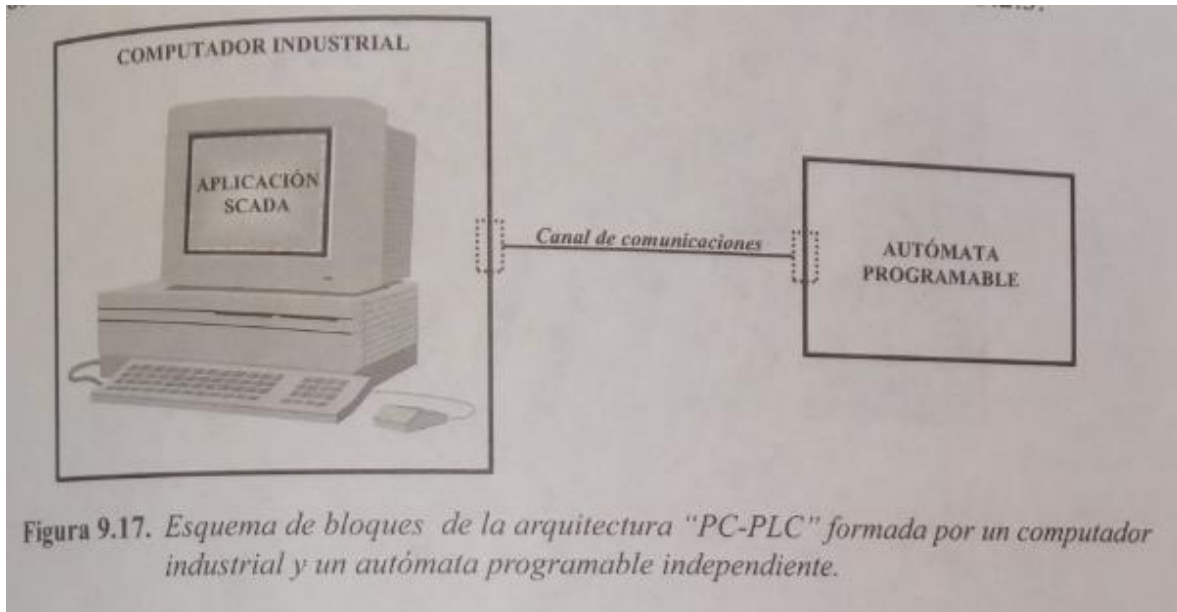 COMPUTADOR INDUSTRIAL
APLICACIÓN
SCADA
Canal de comunicaciones
AUTÓMATA
PROGRAMABLE
Figura 9.17. Esquema de bloques de la arquitectura “PC-PLC” formada por un computador
industrial y un autómata programable independiente.